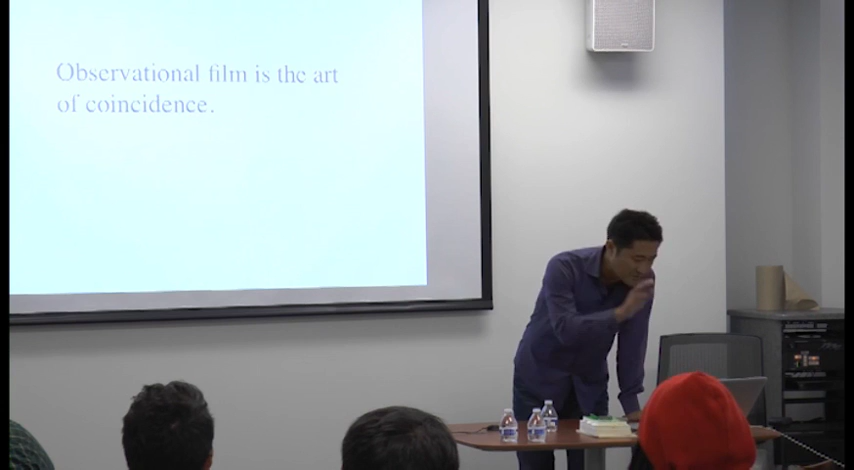 Observational film is the art
of coincidence.